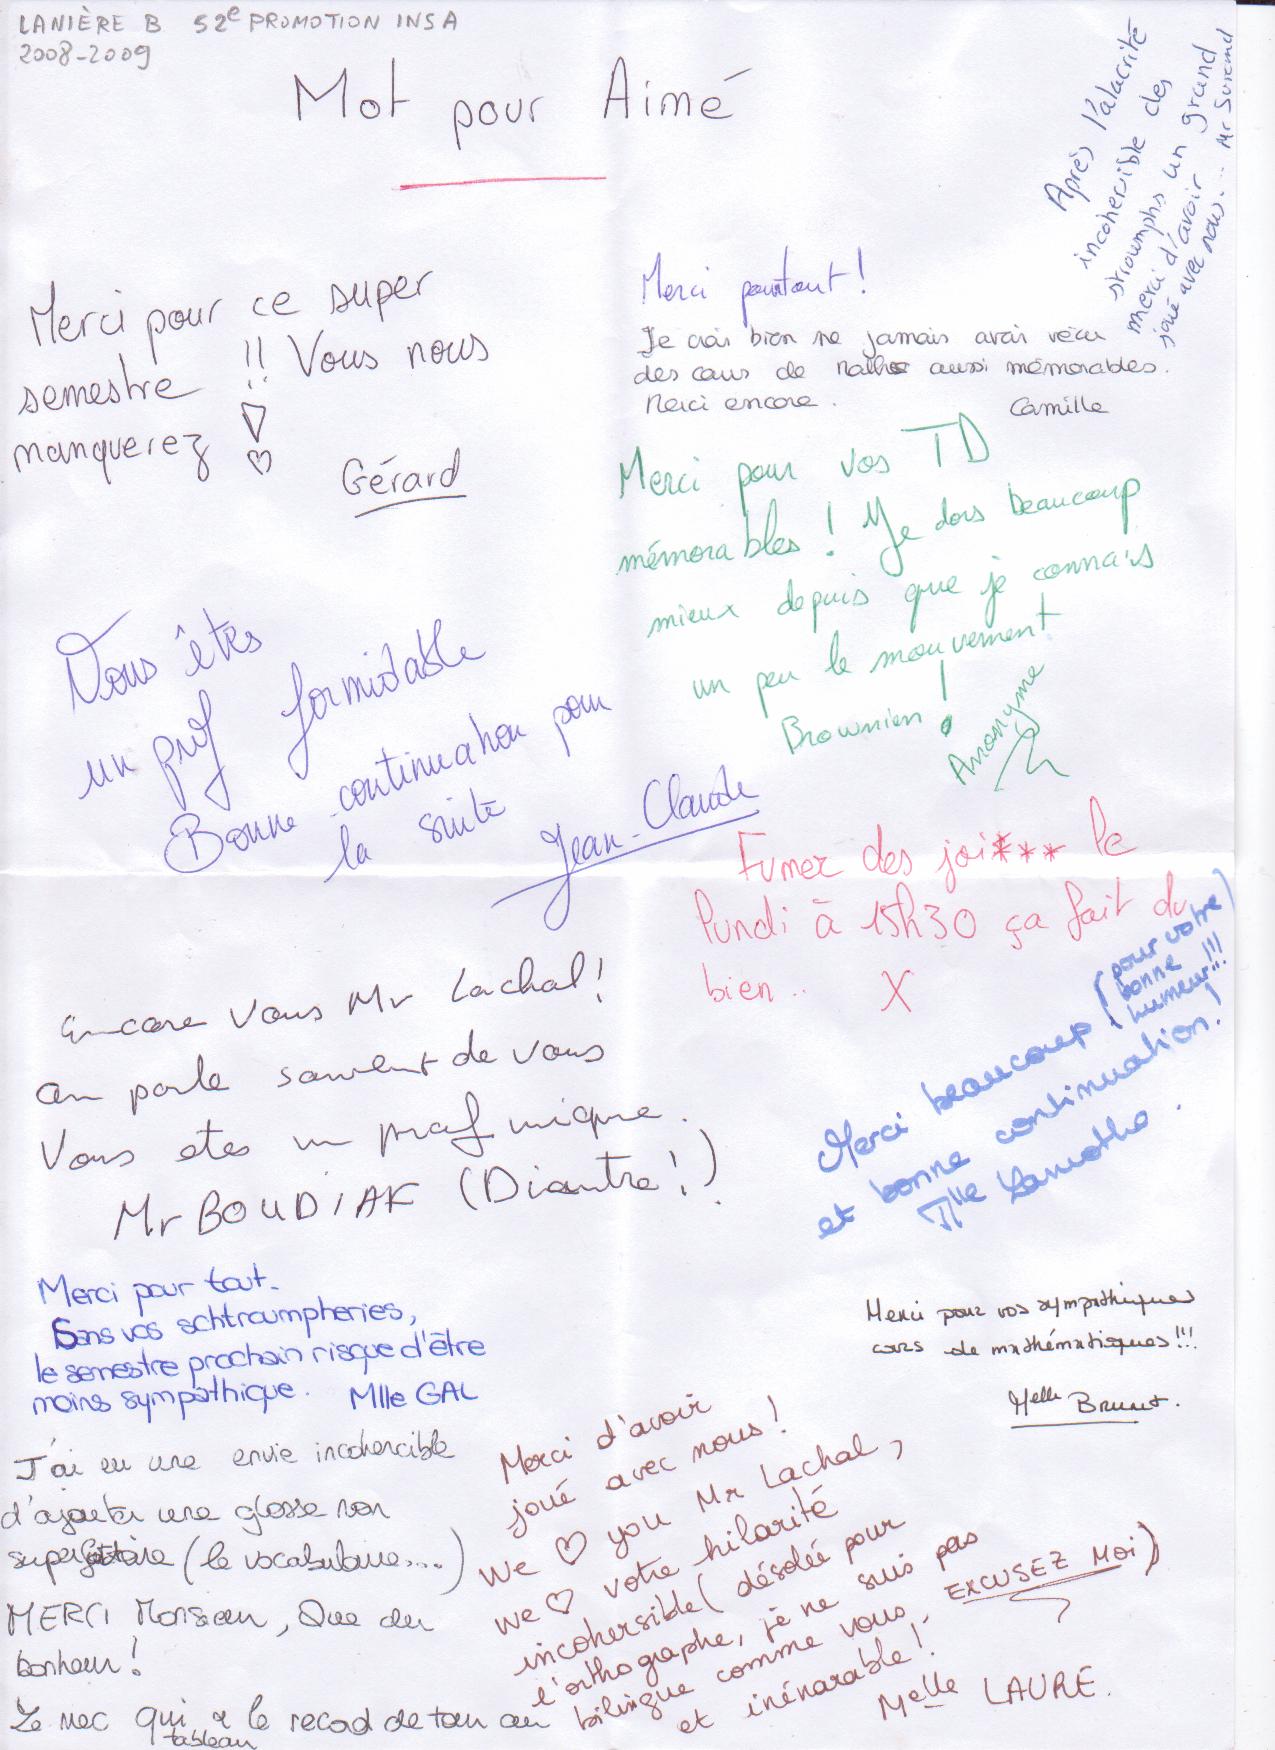 LANIÈRE B 52e PROMOTION INSA
2008-2009
Mot pour Aimé
Après l'alacrité
incohersible des
stroumphs un grand
merci d'avoir
joué avec nous... Mr
Merci pour ce super
semestre !! Vous nous
manquerez ! ♡
Gérard
Merci pourtout !
Je crois bien ne jamais avoir vécu
des cours de maths aussi mémorables.
Merci encore. Camille
Merci pour vos TD
mémorables ! Je dors beaucoup
mieux depuis que je connais
un peu le mouvement
Brownien !
Anonyme
Vous êtes
un prof formidable
Bonne continuation pour
la suite
Jean-Claude
Fumer des joi*** le
lundi à 15h30 ça fait du
bien.. X
Encore Vous Mr Lachal!
on parle souvent de vous
Vous etes un prof unique.
Mr BOUDIAF (Diantre!)
Merci beaucoup (pour votre
bonne
humeur!!!)
et bonne continuation!
Mlle Lamotho.
Merci pour tout.
Sans vos schtroumpheries,
le semestre prochain risque d'être
moins sympathique. Mlle GAL
Merci pour vos sympathiques
cours de mathématiques!!!
Melle Brunet.
J'ai eu une envie incohercible
d'ajouter une glosse non
superfétatoire (le vocabulaire....)
MERCI Monsieur, Que du
bonheur!
Le mec qui a le record de tour au
tableau
Merci d'avoir
joué avec nous!
We ♡ you Mr Lachal,
we ♡ votre hilarité
incohersible (désolée pour
l'orthographe, je ne suis pas
bilingue comme vous, EXCUSEZ MOI)
et inénarable!
Melle LAURE.